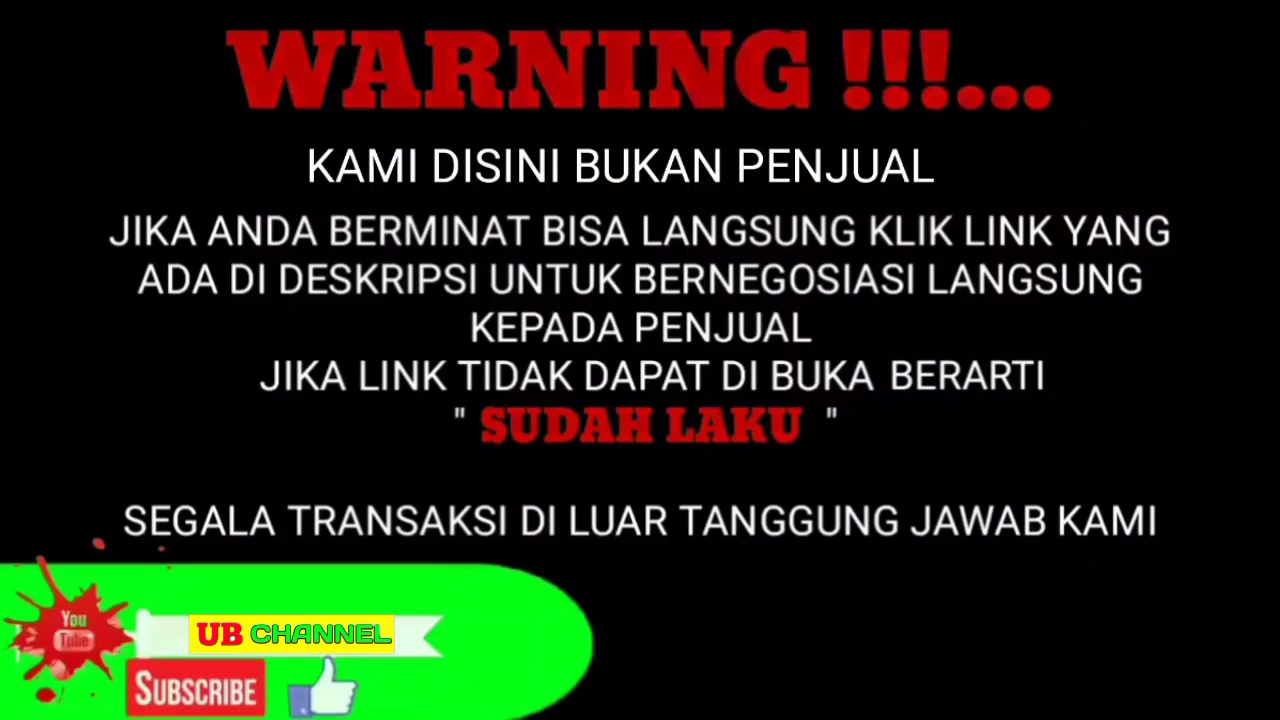 WARNING !!!...
KAMI DISINI BUKAN PENJUAL
JIKA ANDA BERMINAT BISA LANGSUNG KLIK LINK YANG
ADA DI DESKRIPSI UNTUK BERNEGOSIASI LANGSUNG
KEPADA PENJUAL
JIKA LINK TIDAK DAPAT DI BUKA BERARTI
" SUDAH LAKU "
SEGALA TRANSAKSI DI LUAR TANGGUNG JAWAB KAMI
You
Tube
UB CHANNEL
SUBSCRIBE